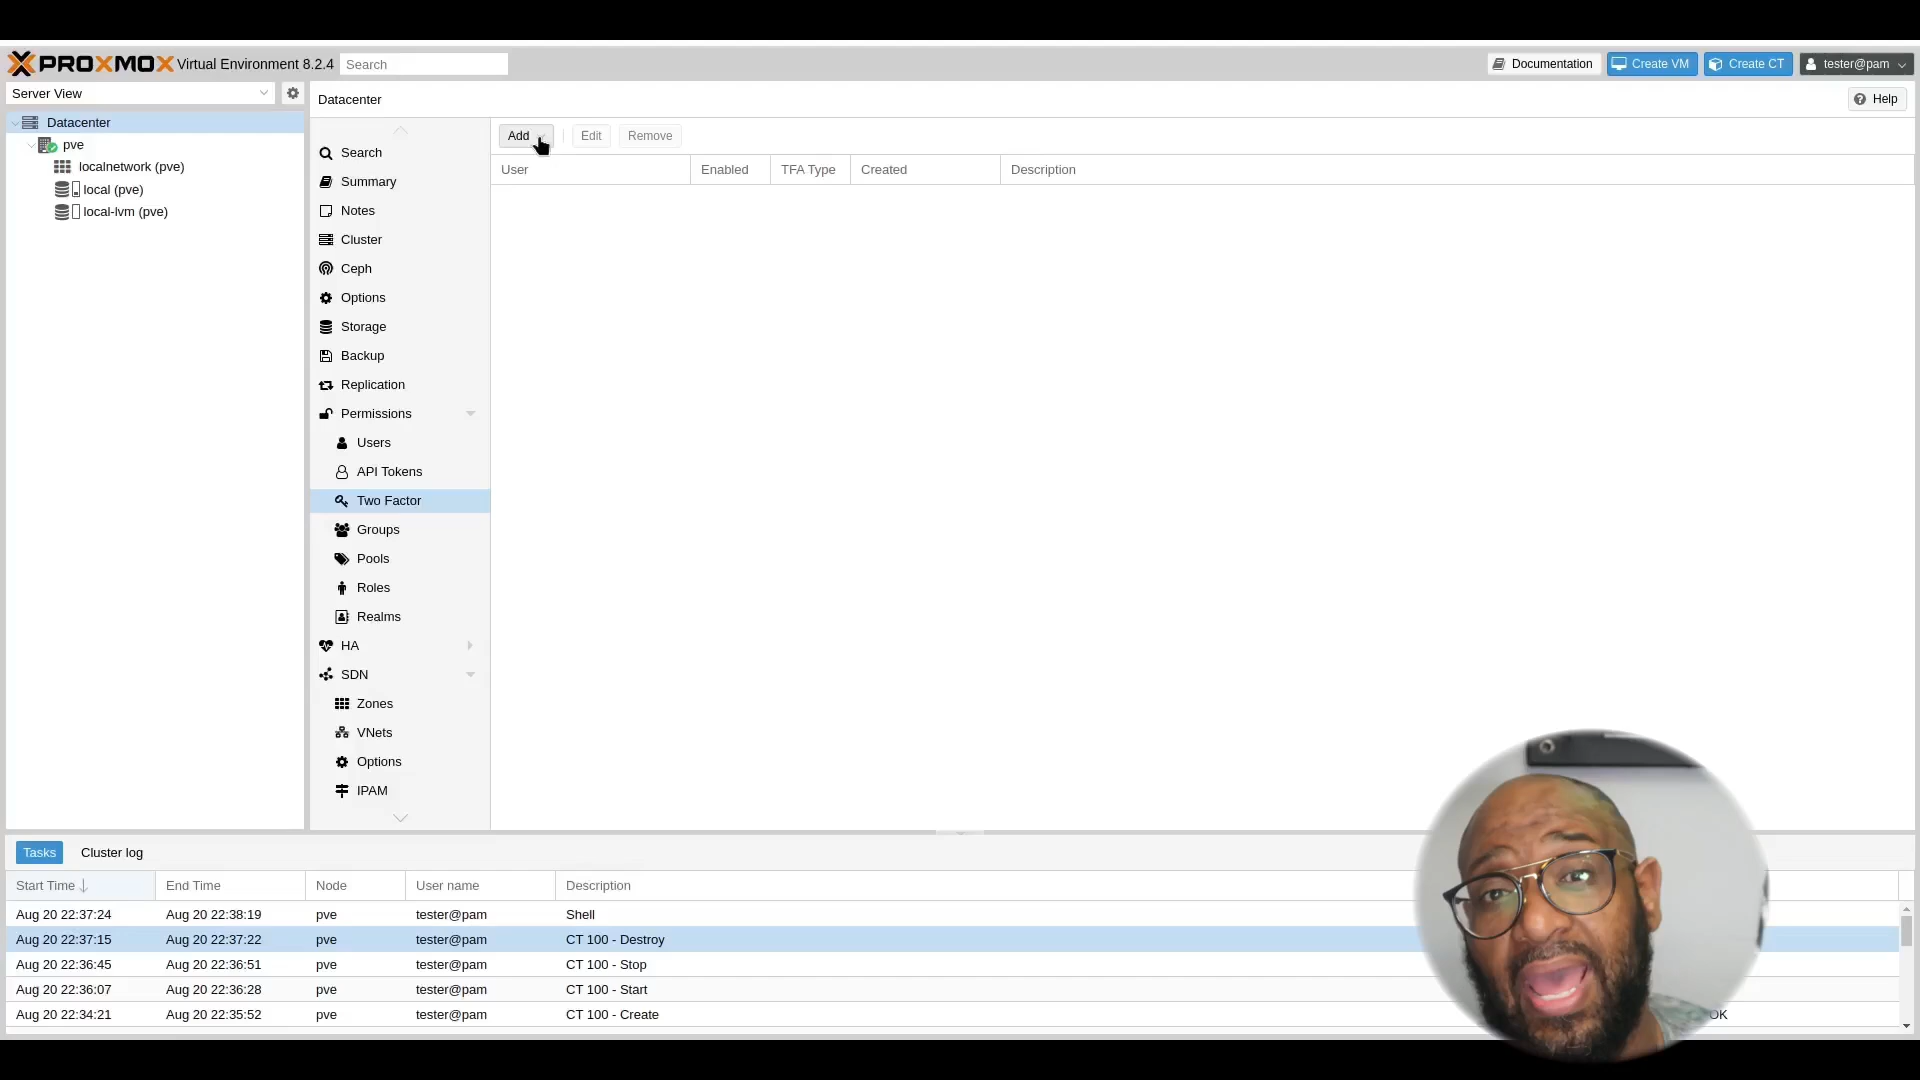 PROXMOX Virtual Environment 8.2.4 Search Documentation Create VM Create CT tester@pam
Server View
Datacenter
pve
localnetwork (pve)
local (pve)
local-lvm (pve)
Datacenter Help
Search
Summary
Notes
Cluster
Ceph
Options
Storage
Backup
Replication
Permissions
Users
API Tokens
Two Factor
Groups
Pools
Roles
Realms
HA
SDN
Zones
VNets
Options
IPAM
Add Edit Remove
User Enabled TFA Type Created Description
Tasks Cluster log
Start Time End Time Node User name Description
Aug 20 22:37:24 Aug 20 22:38:19 pve tester@pam Shell
Aug 20 22:37:15 Aug 20 22:37:22 pve tester@pam CT 100 - Destroy
Aug 20 22:36:45 Aug 20 22:36:51 pve tester@pam CT 100 - Stop
Aug 20 22:36:07 Aug 20 22:36:28 pve tester@pam CT 100 - Start
Aug 20 22:34:21 Aug 20 22:35:52 pve tester@pam CT 100 - Create OK